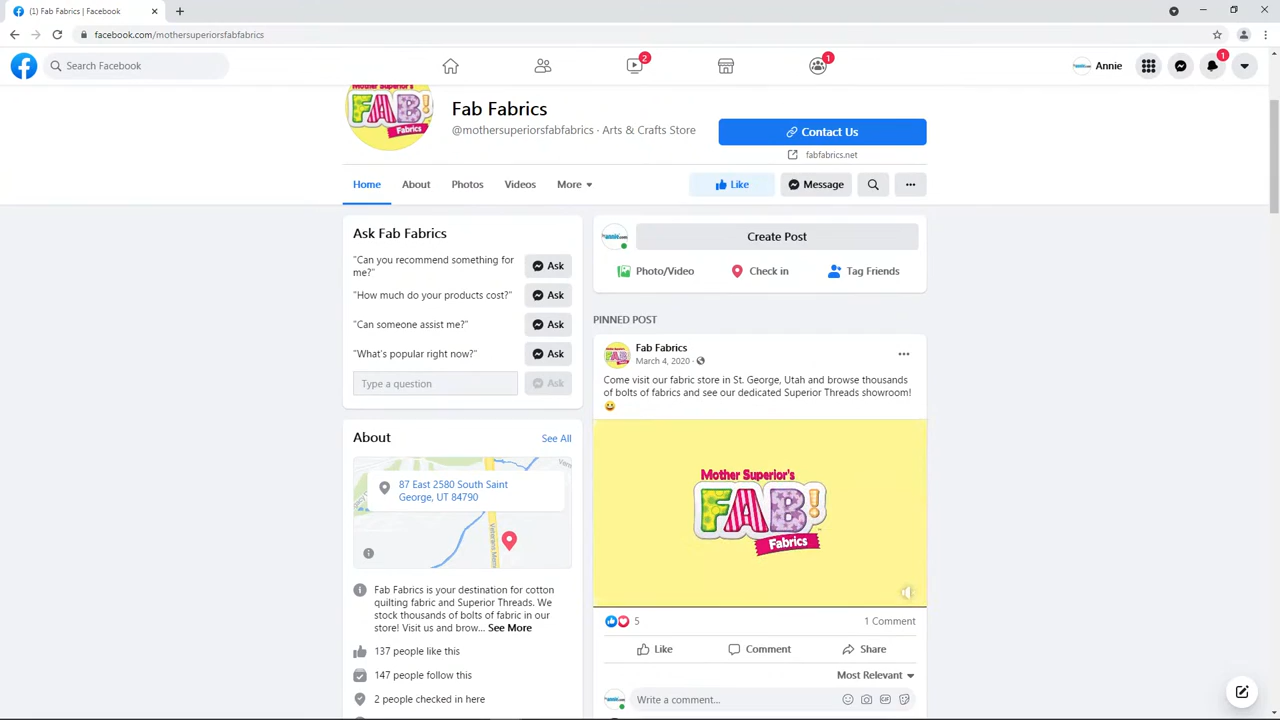 (1) Fab Fabrics | Facebook
facebook.com/mothersuperiorsfabfabrics
Search Facebook
2
1
Annie
1
Mother Superior's
FAB!
Fabrics
Fab Fabrics
@mothersuperiorsfabfabrics · Arts & Crafts Store
Contact Us
fabfabrics.net
Home About Photos Videos More
Like Message
Ask Fab Fabrics
"Can you recommend something for
me?"
Ask
"How much do your products cost?" Ask
"Can someone assist me?" Ask
"What's popular right now?" Ask
Type a question Ask
About See All
87 East 2580 South Saint
George, UT 84790
Fab Fabrics is your destination for cotton
quilting fabric and Superior Threads. We
stock thousands of bolts of fabric in our
store! Visit us and brow... See More
137 people like this
147 people follow this
2 people checked in here
Create Post
Photo/Video Check in Tag Friends
PINNED POST
Fab Fabrics
March 4, 2020 ·
Come visit our fabric store in St. George, Utah and browse thousands
of bolts of fabrics and see our dedicated Superior Threads showroom!
😃
Mother Superior's
FAB!
Fabrics
5 1 Comment
Like Comment Share
Most Relevant
Write a comment...
GIF